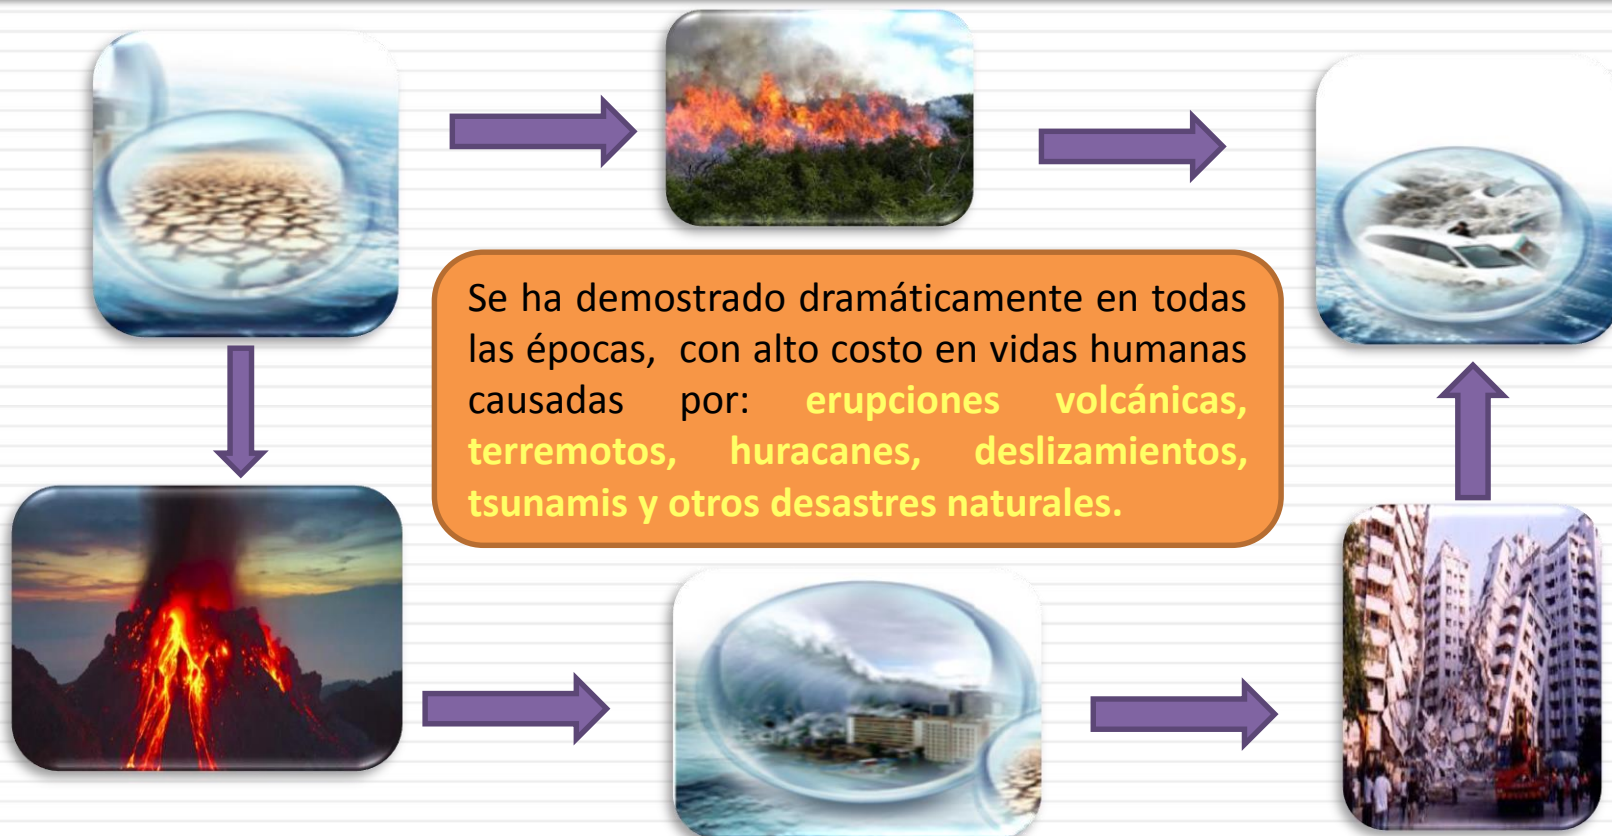 Se ha demostrado dramáticamente en todas
las épocas, con alto costo en vidas humanas
causadas por: erupciones volcánicas,
terremotos, huracanes, deslizamientos,
tsunamis y otros desastres naturales.